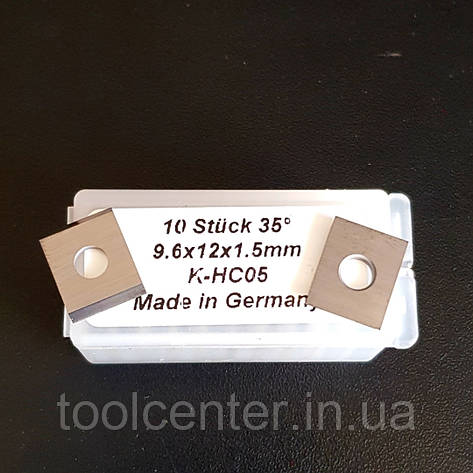 10 Stück 35°
9.6x12x1.5mm
K-HC05
Made in Germany
toolcenter.in.ua